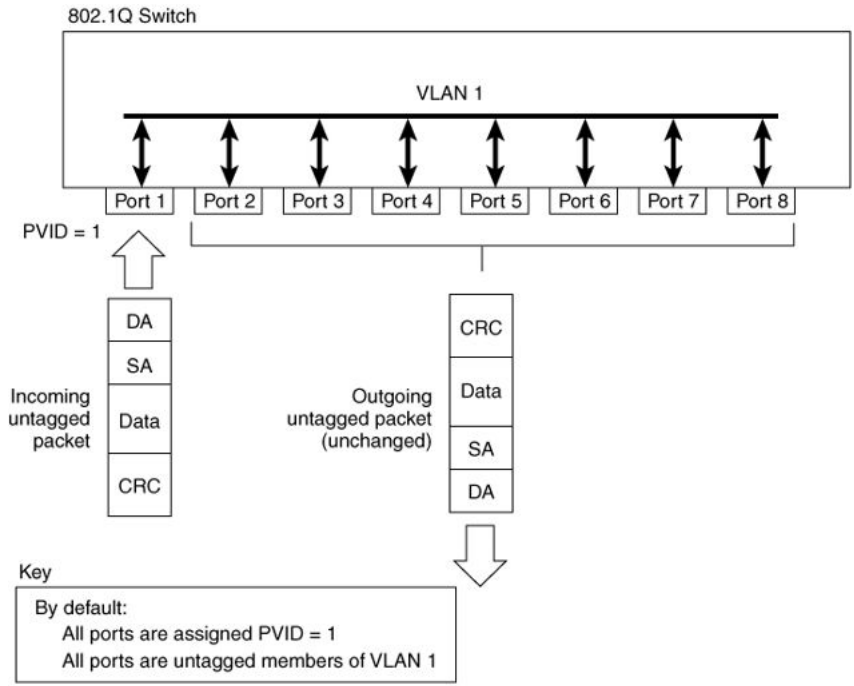 802.1Q Switch
VLAN 1
Port 1
Port 2
Port 3
Port 4
Port 5
Port 6
Port 7
Port 8
PVID = 1
Incoming
untagged
packet
DA
SA
Data
CRC
Outgoing
untagged packet
(unchanged)
CRC
Data
SA
DA
Key
By default:
All ports are assigned PVID = 1
All ports are untagged members of VLAN 1